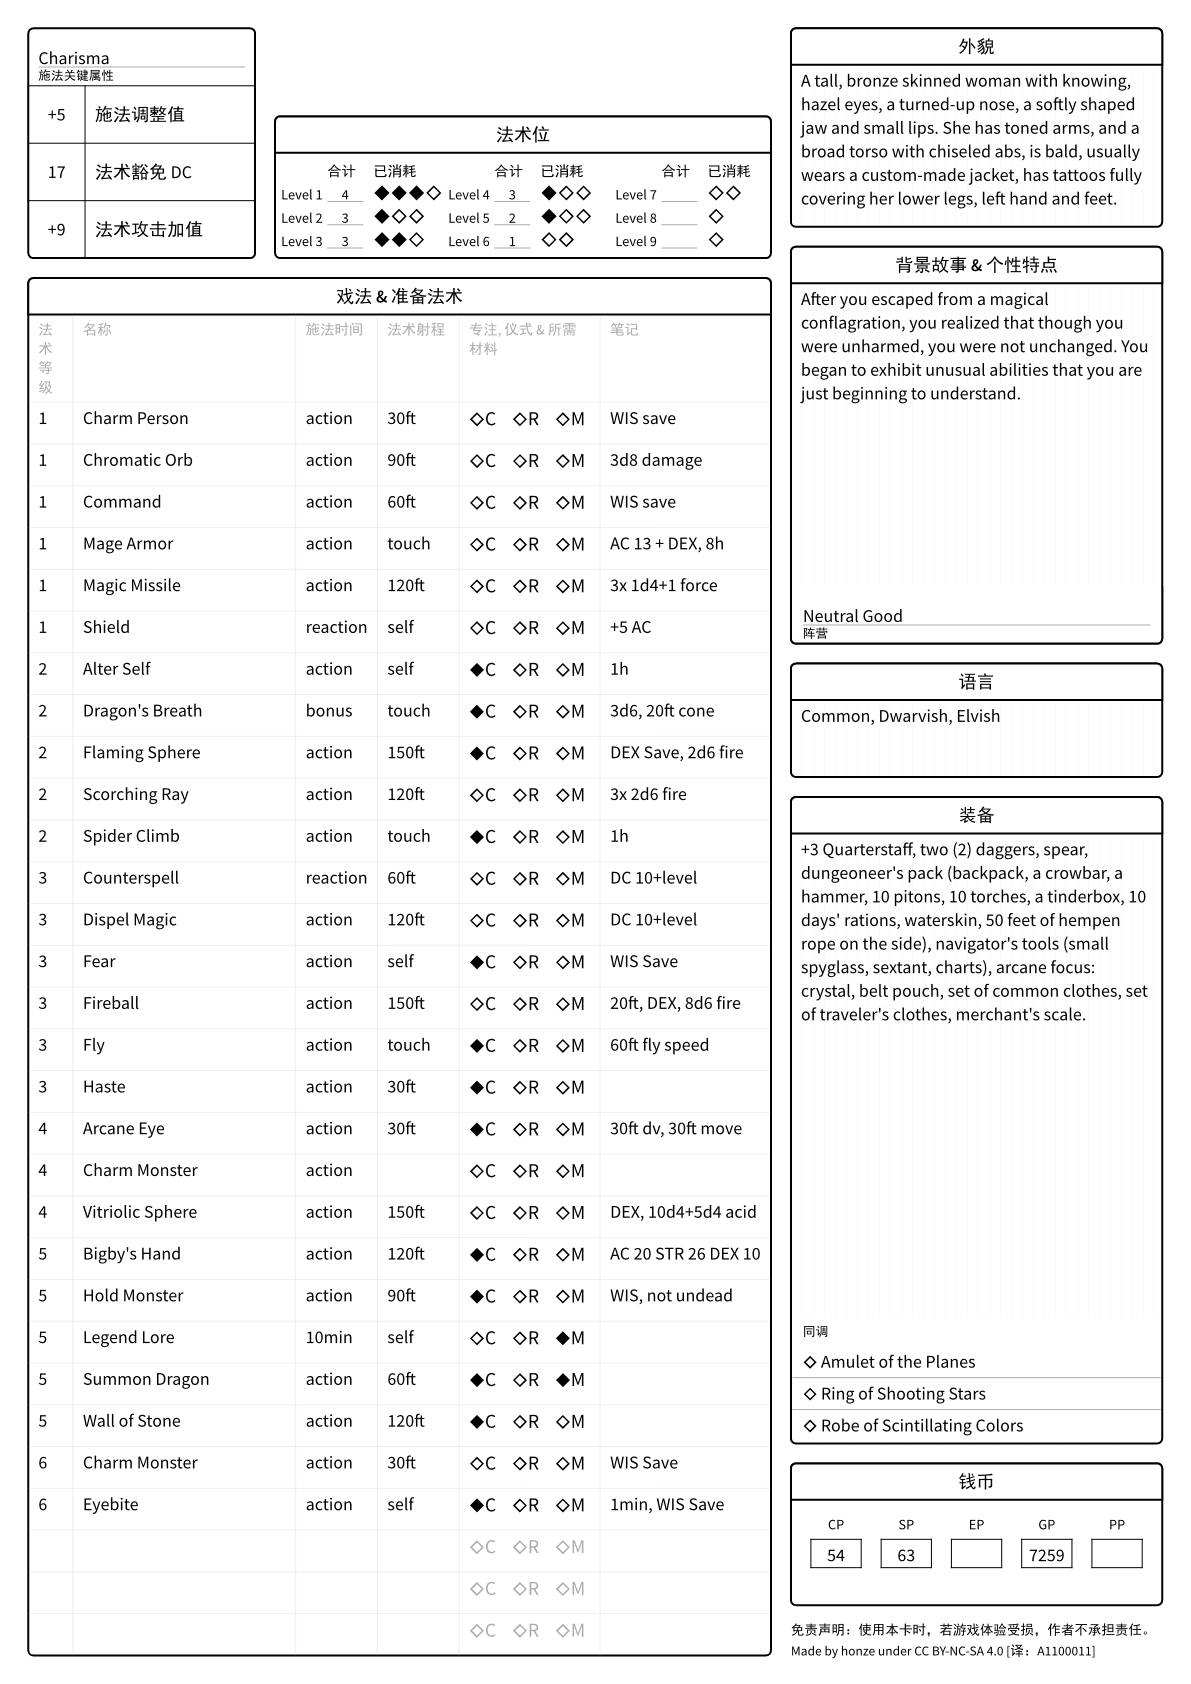 Charisma
施法关键属性
+5 施法调整值
17 法术豁免 DC
+9 法术攻击加值
法术位
合计 已消耗 合计 已消耗 合计 已消耗
Level 1 4 ◆◆◆◇ Level 4 3 ◆◇◇ Level 7 ◇◇
Level 2 3 ◆◇◇ Level 5 2 ◆◇◇ Level 8 ◇
Level 3 3 ◆◆◇ Level 6 1 ◇◇ Level 9 ◇
戏法 & 准备法术
法术等级 名称 施法时间 法术射程 专注, 仪式 & 所需材料 笔记
1 Charm Person action 30ft ◇C ◇R ◇M WIS save
1 Chromatic Orb action 90ft ◇C ◇R ◇M 3d8 damage
1 Command action 60ft ◇C ◇R ◇M WIS save
1 Mage Armor action touch ◇C ◇R ◇M AC 13 + DEX, 8h
1 Magic Missile action 120ft ◇C ◇R ◇M 3x 1d4+1 force
1 Shield reaction self ◇C ◇R ◇M +5 AC
2 Alter Self action self ◆C ◇R ◇M 1h
2 Dragon's Breath bonus touch ◆C ◇R ◇M 3d6, 20ft cone
2 Flaming Sphere action 150ft ◆C ◇R ◇M DEX Save, 2d6 fire
2 Scorching Ray action 120ft ◇C ◇R ◇M 3x 2d6 fire
2 Spider Climb action touch ◆C ◇R ◇M 1h
3 Counterspell reaction 60ft ◇C ◇R ◇M DC 10+level
3 Dispel Magic action 120ft ◇C ◇R ◇M DC 10+level
3 Fear action self ◆C ◇R ◇M WIS Save
3 Fireball action 150ft ◇C ◇R ◇M 20ft, DEX, 8d6 fire
3 Fly action touch ◆C ◇R ◇M 60ft fly speed
3 Haste action 30ft ◆C ◇R ◇M
4 Arcane Eye action 30ft ◆C ◇R ◇M 30ft dv, 30ft move
4 Charm Monster action ◇C ◇R ◇M
4 Vitriolic Sphere action 150ft ◇C ◇R ◇M DEX, 10d4+5d4 acid
5 Bigby's Hand action 120ft ◆C ◇R ◇M AC 20 STR 26 DEX 10
5 Hold Monster action 90ft ◆C ◇R ◇M WIS, not undead
5 Legend Lore 10min self ◇C ◇R ◆M
5 Summon Dragon action 60ft ◆C ◇R ◆M
5 Wall of Stone action 120ft ◆C ◇R ◇M
6 Charm Monster action 30ft ◇C ◇R ◇M WIS Save
6 Eyebite action self ◆C ◇R ◇M 1min, WIS Save
◇C ◇R ◇M
◇C ◇R ◇M
◇C ◇R ◇M
外貌
A tall, bronze skinned woman with knowing,
hazel eyes, a turned-up nose, a softly shaped
jaw and small lips. She has toned arms, and a
broad torso with chiseled abs, is bald, usually
wears a custom-made jacket, has tattoos fully
covering her lower legs, left hand and feet.
背景故事 & 个性特点
After you escaped from a magical
conflagration, you realized that though you
were unharmed, you were not unchanged. You
began to exhibit unusual abilities that you are
just beginning to understand.
Neutral Good
阵营
语言
Common, Dwarvish, Elvish
装备
+3 Quarterstaff, two (2) daggers, spear,
dungeoneer's pack (backpack, a crowbar, a
hammer, 10 pitons, 10 torches, a tinderbox, 10
days' rations, waterskin, 50 feet of hempen
rope on the side), navigator's tools (small
spyglass, sextant, charts), arcane focus:
crystal, belt pouch, set of common clothes, set
of traveler's clothes, merchant's scale.
同调
◇ Amulet of the Planes
◇ Ring of Shooting Stars
◇ Robe of Scintillating Colors
钱币
CP SP EP GP PP
54 63 7259
免责声明：使用本卡时，若游戏体验受损，作者不承担责任。
Made by honze under CC BY-NC-SA 4.0 [译：A1100011]